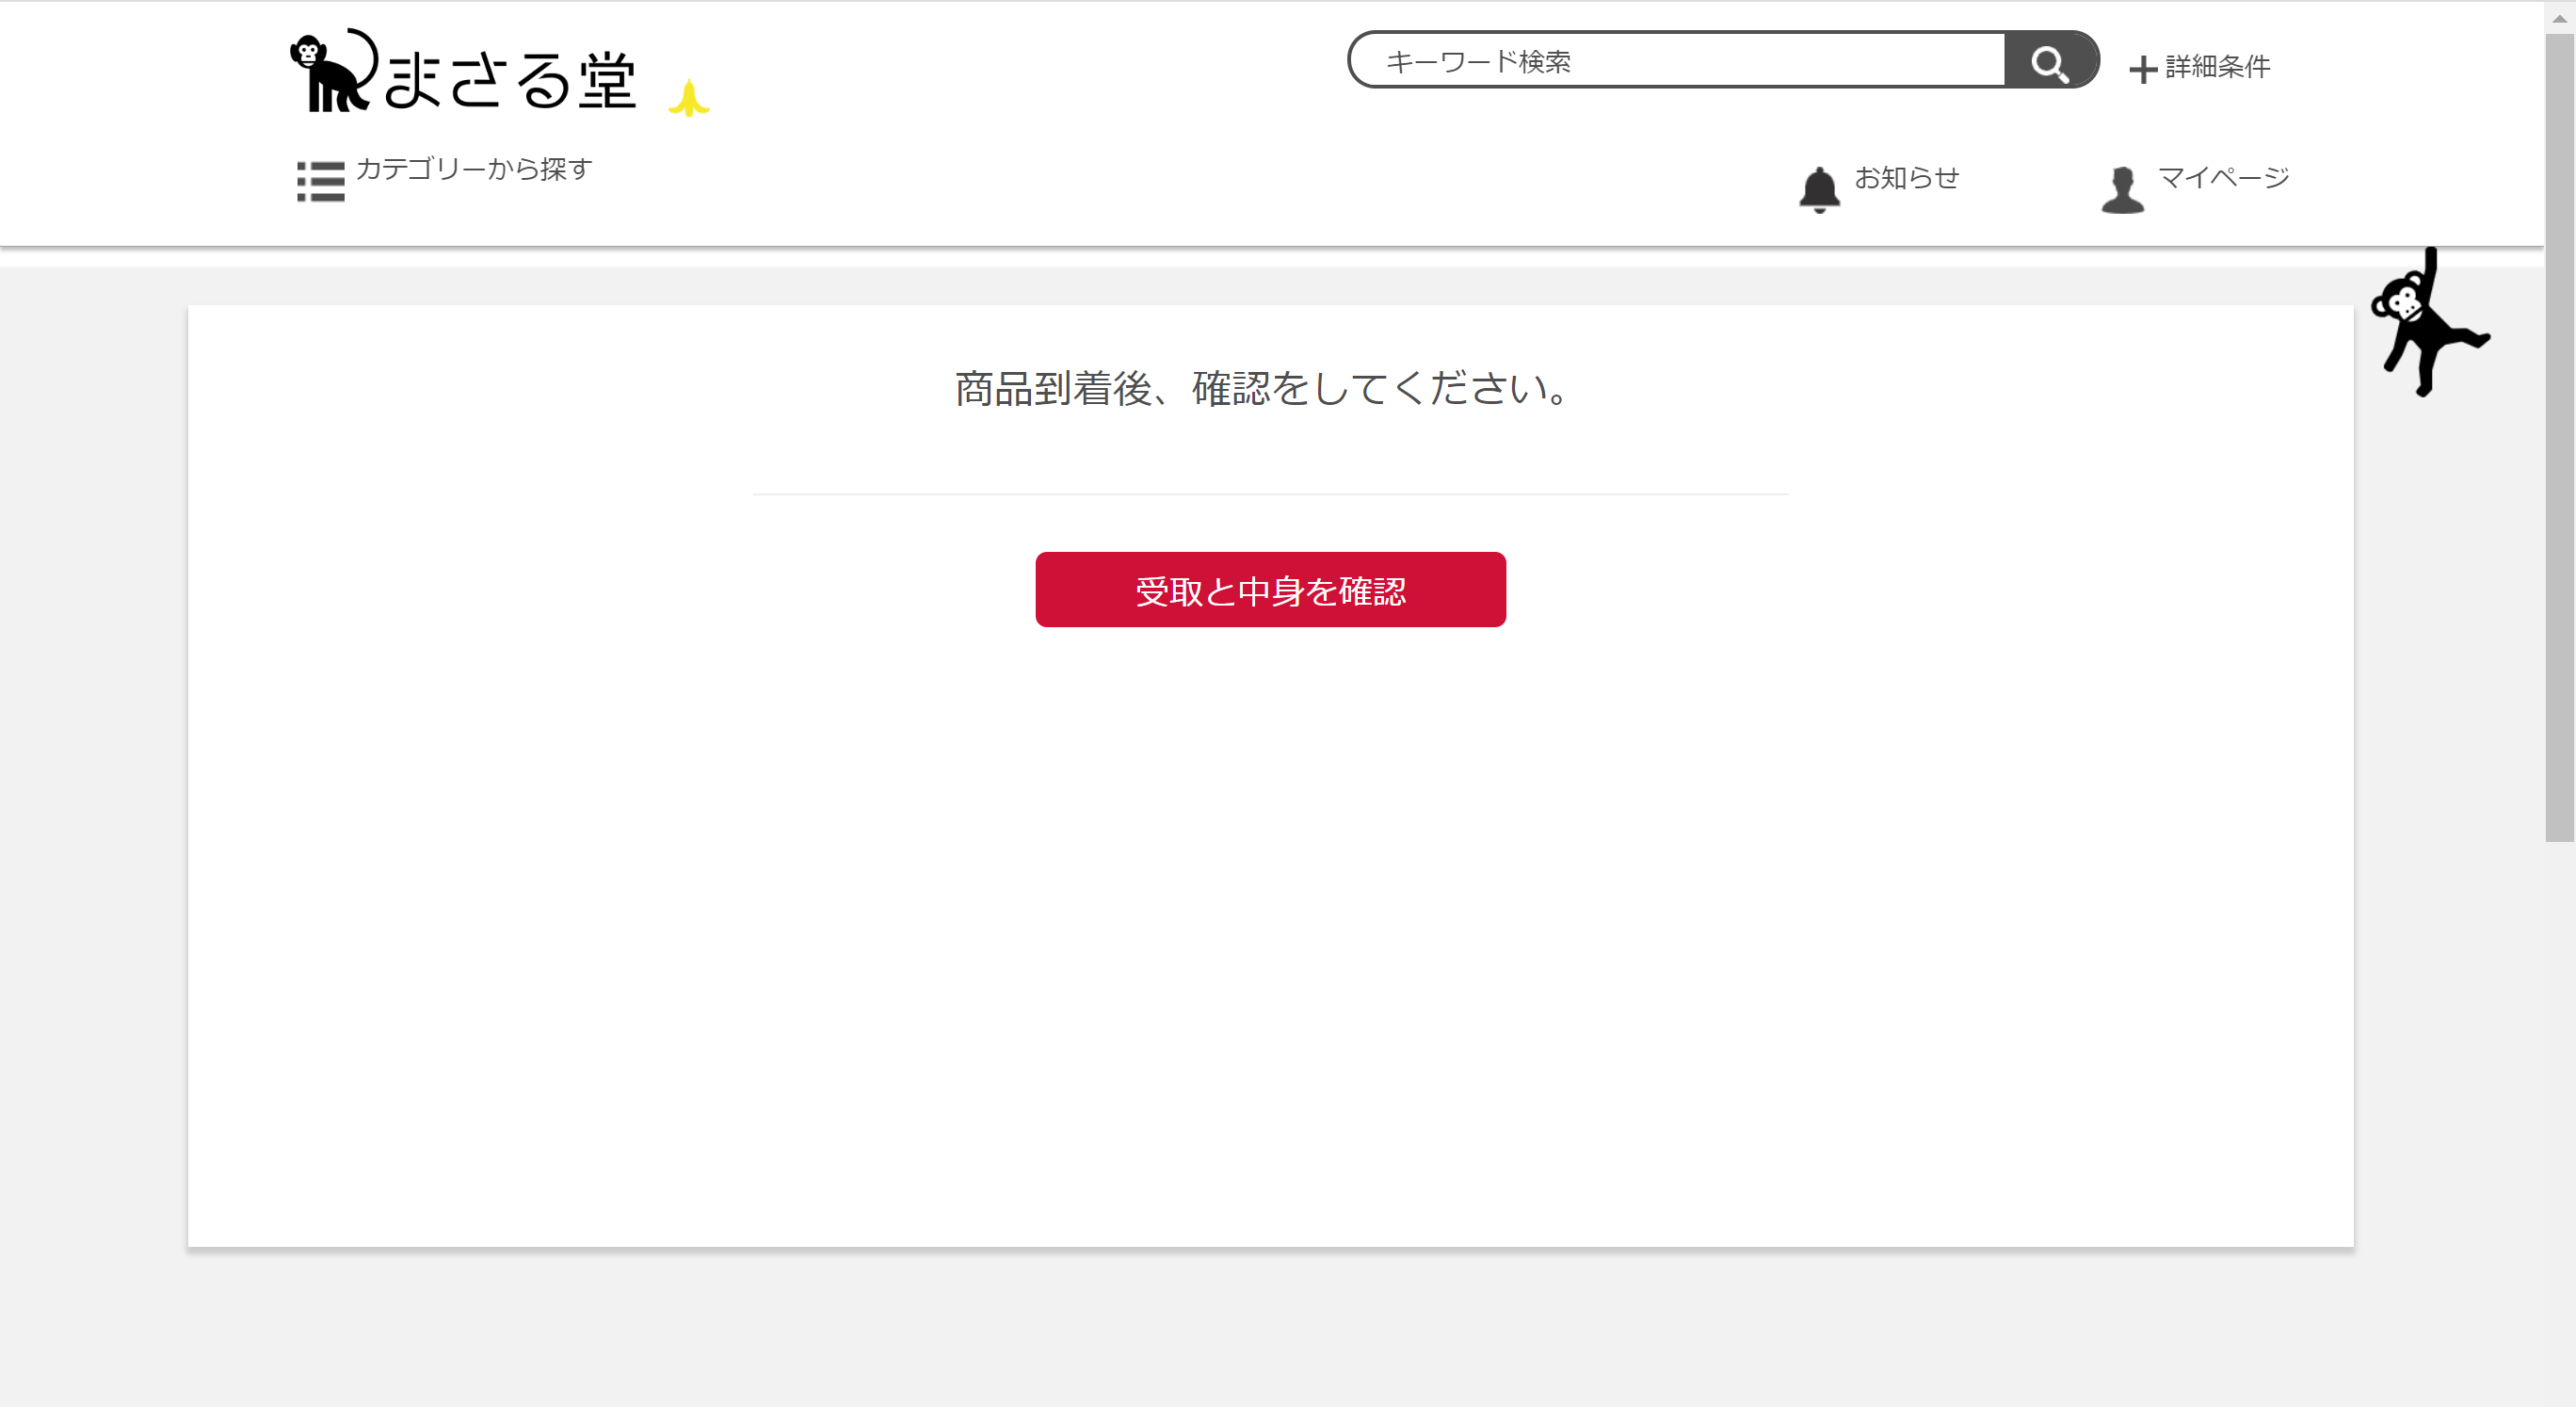 まさる堂
キーワード検索
詳細条件
カテゴリーから探す
お知らせ
マイページ
商品到着後、確認をしてください。
受取と中身を確認